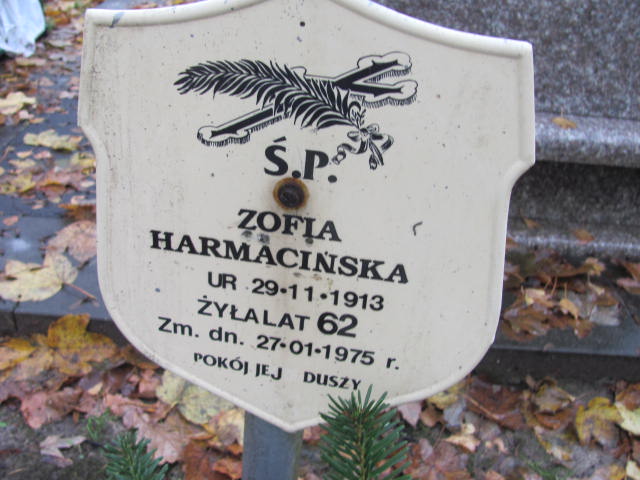 Ś.P.
ZOFIA
HARMACIŃSKA
UR 29•11•1913
ŻYŁA LAT 62
Zm. dn. 27•01•1975 r.
POKÓJ JEJ DUSZY